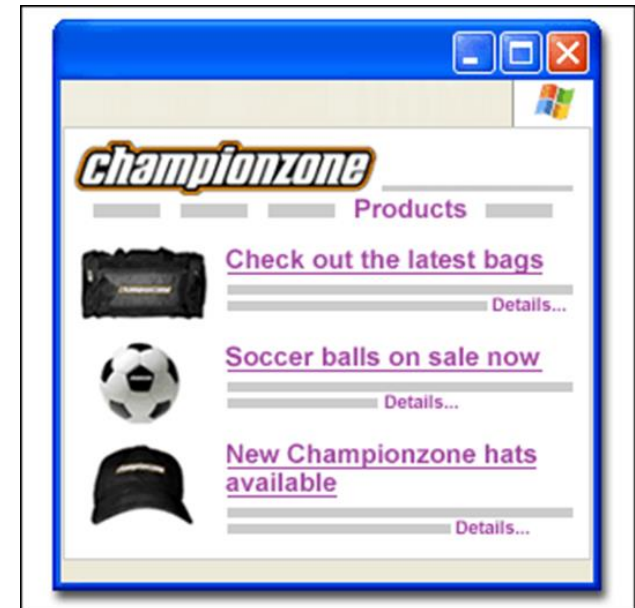 championzone
Products
Check out the latest bags
Details...
Soccer balls on sale now
Details...
New Championzone hats
available
Details...